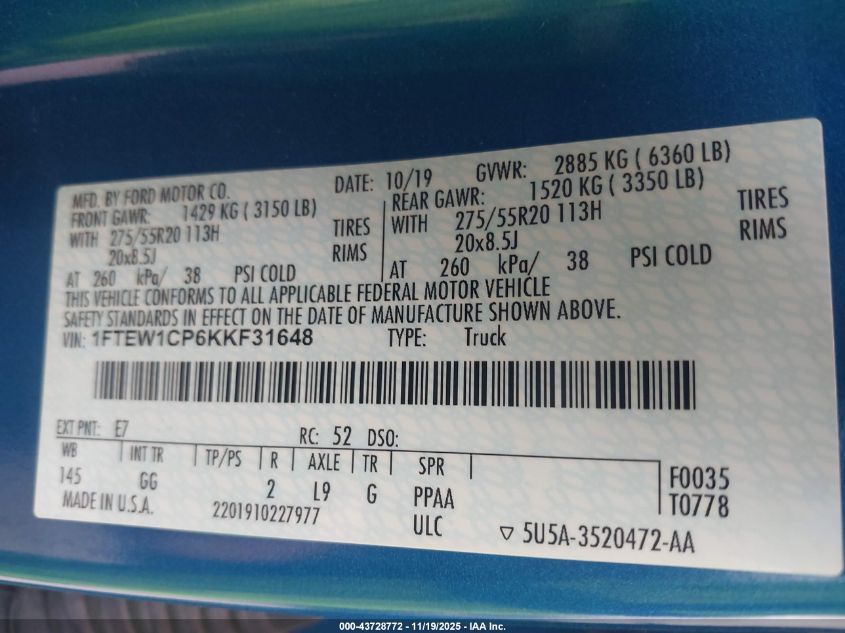 MFD. BY FORD MOTOR CO. DATE: 10/19 GVWR: 2885 KG ( 6360 LB)
FRONT GAWR: 1429 KG ( 3150 LB) REAR GAWR: 1520 KG ( 3350 LB)
WITH 275/55R20 113H TIRES WITH 275/55R20 113H TIRES
20x8.5J RIMS 20x8.5J RIMS
AT 260 kPa/ 38 PSI COLD AT 260 kPa/ 38 PSI COLD
THIS VEHICLE CONFORMS TO ALL APPLICABLE FEDERAL MOTOR VEHICLE
SAFETY STANDARDS IN EFFECT ON THE DATE OF MANUFACTURE SHOWN ABOVE.
VIN: 1FTEW1CP6KKF31648 TYPE: Truck
EXT PNT: E7 RC: 52 DSO:
WB INT TR TP/PS R AXLE TR SPR
145 GG 2 L9 G PPAA F0035
MADE IN U.S.A. 2201910227977 ULC T0778
▽ 5U5A-3520472-AA
000-43728772 - 11/19/2025 - IAA Inc.